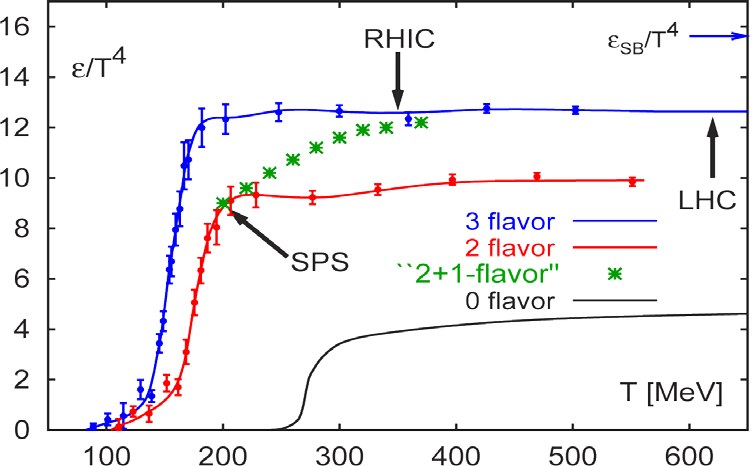 16
14
12
10
8
6
4
2
0
ε/T⁴
RHIC
ε_SB/T⁴
LHC
SPS
3 flavor
2 flavor
``2+1-flavor"
0 flavor
T [MeV]
100 200 300 400 500 600